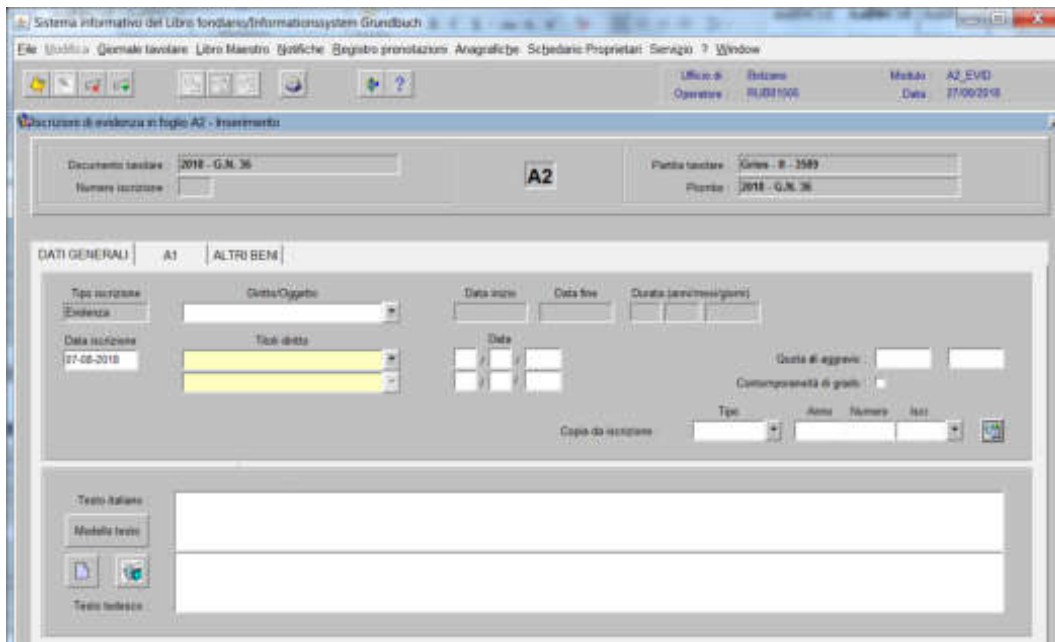 Sistema informativo del Libro fondiario/Informationssystem Grundbuch
File Modifica Giornale tavolare Libro Maestro Notifiche Registro prenotazioni Anagrafiche Schedario Proprietari Servizio ? Window
Ufficio di Bolzano Modulo A2_EVID
Operatore Data 27/08/2018
Iscrizioni di evidenza in foglio A2 - Inserimento
Documento tavolare 2018 - G.N. 36 A2 Partita tavolare Gries - II - 3589
Numero iscrizione Piombo 2018 - G.N. 36
DATI GENERALI A1 ALTRI BENI
Tipo iscrizione Diritto/Oggetto Data inizio Data fine Durata (anni/mesi/giorni)
Evidenza
Data iscrizione Titoli diritto Data
07-08-2018 / /
/ /
Quota di aggravio
Contemporaneità di grado
Tipo Anno Numero Iscr
Copia da iscrizione
Testo italiano
Modello testo
Testo tedesco